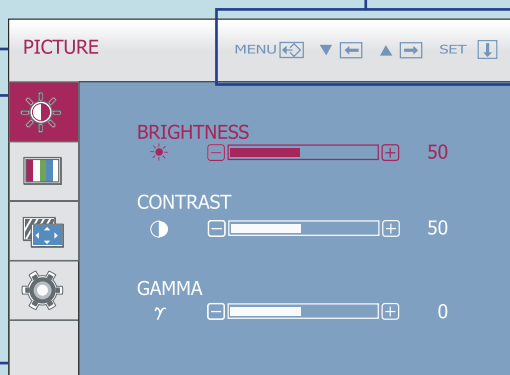 PICTURE
MENU ▼ ▲ SET
BRIGHTNESS
50
CONTRAST
50
GAMMA
γ 0